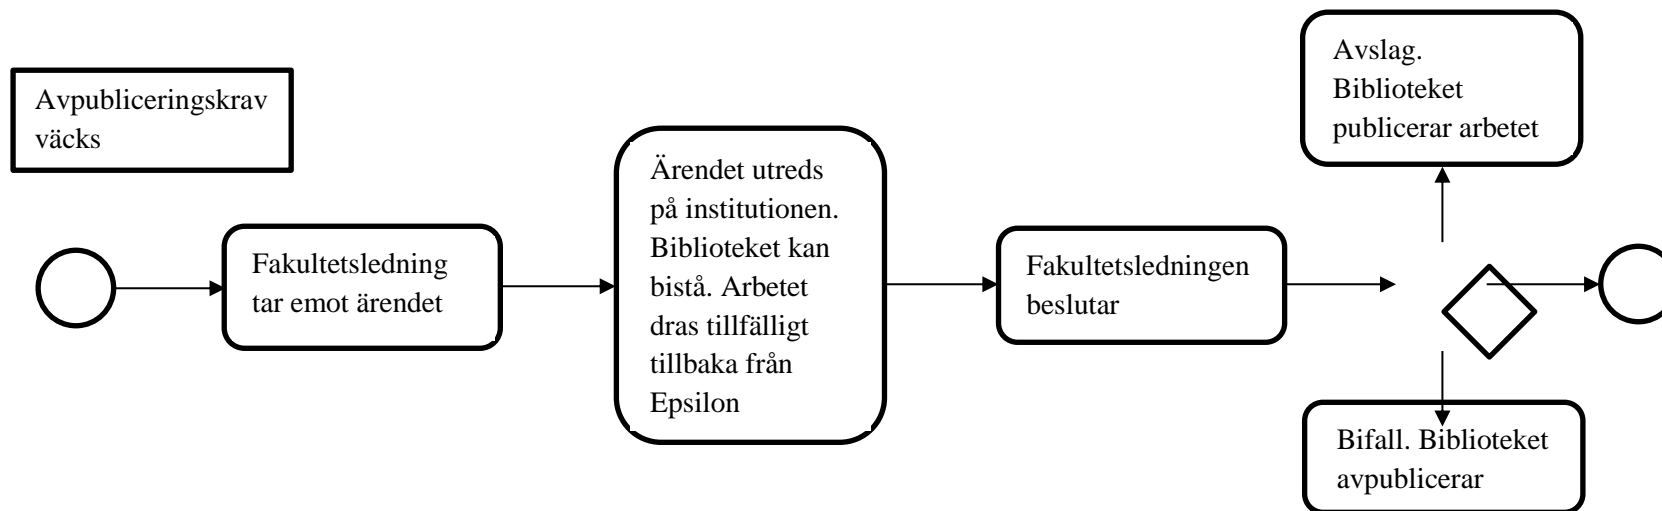 Avpubliceringskrav
väcks
Fakultetsledning
tar emot ärendet
Ärendet utreds
på institutionen.
Biblioteket kan
bistå. Arbetet
dras tillfälligt
tillbaka från
Epsilon
Fakultetsledningen
beslutar
Avslag.
Biblioteket
publicerar arbetet
Bifall. Biblioteket
avpublicerar